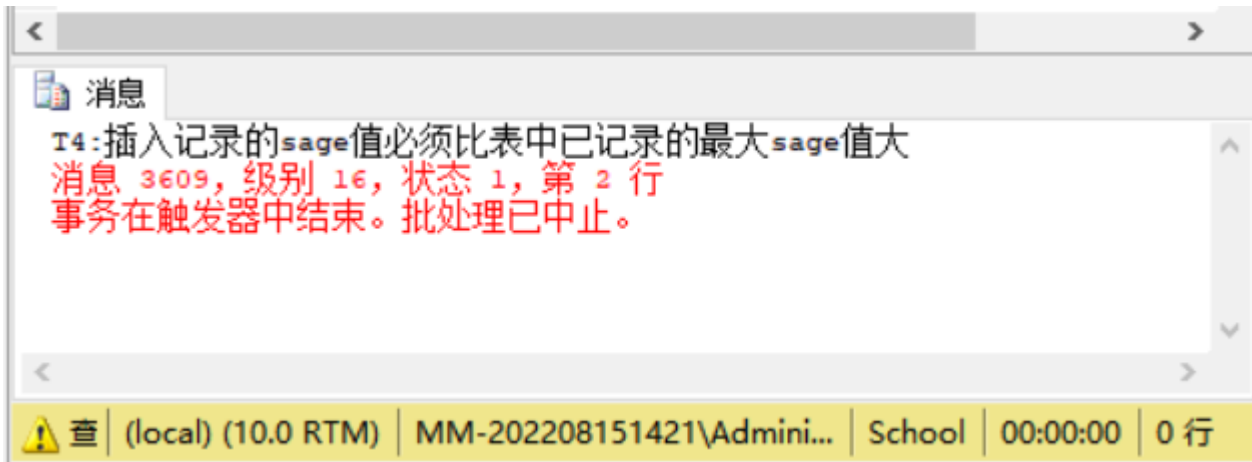 消息
T4:插入记录的sage值必须比表中已记录的最大sage值大
消息 3609，级别 16，状态 1，第 2 行
事务在触发器中结束。批处理已中止。
查 (local) (10.0 RTM) MM-202208151421\Admini... School 00:00:00 0 行